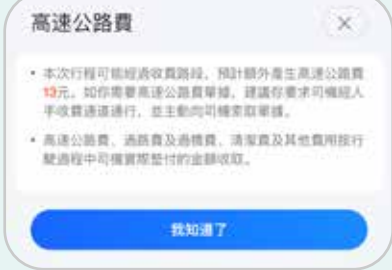 高速公路費
• 本次行程可能經過收費路段，預計額外產生高速公路費
13元。如你需要高速公路費單據，建議你要求司機經人
手收費通道通行，並主動向司機索取單據。
• 高速公路費、過路費及過橋費、清潔費及其他費用按行
駛過程中司機實際墊付的金額收取。
我知道了